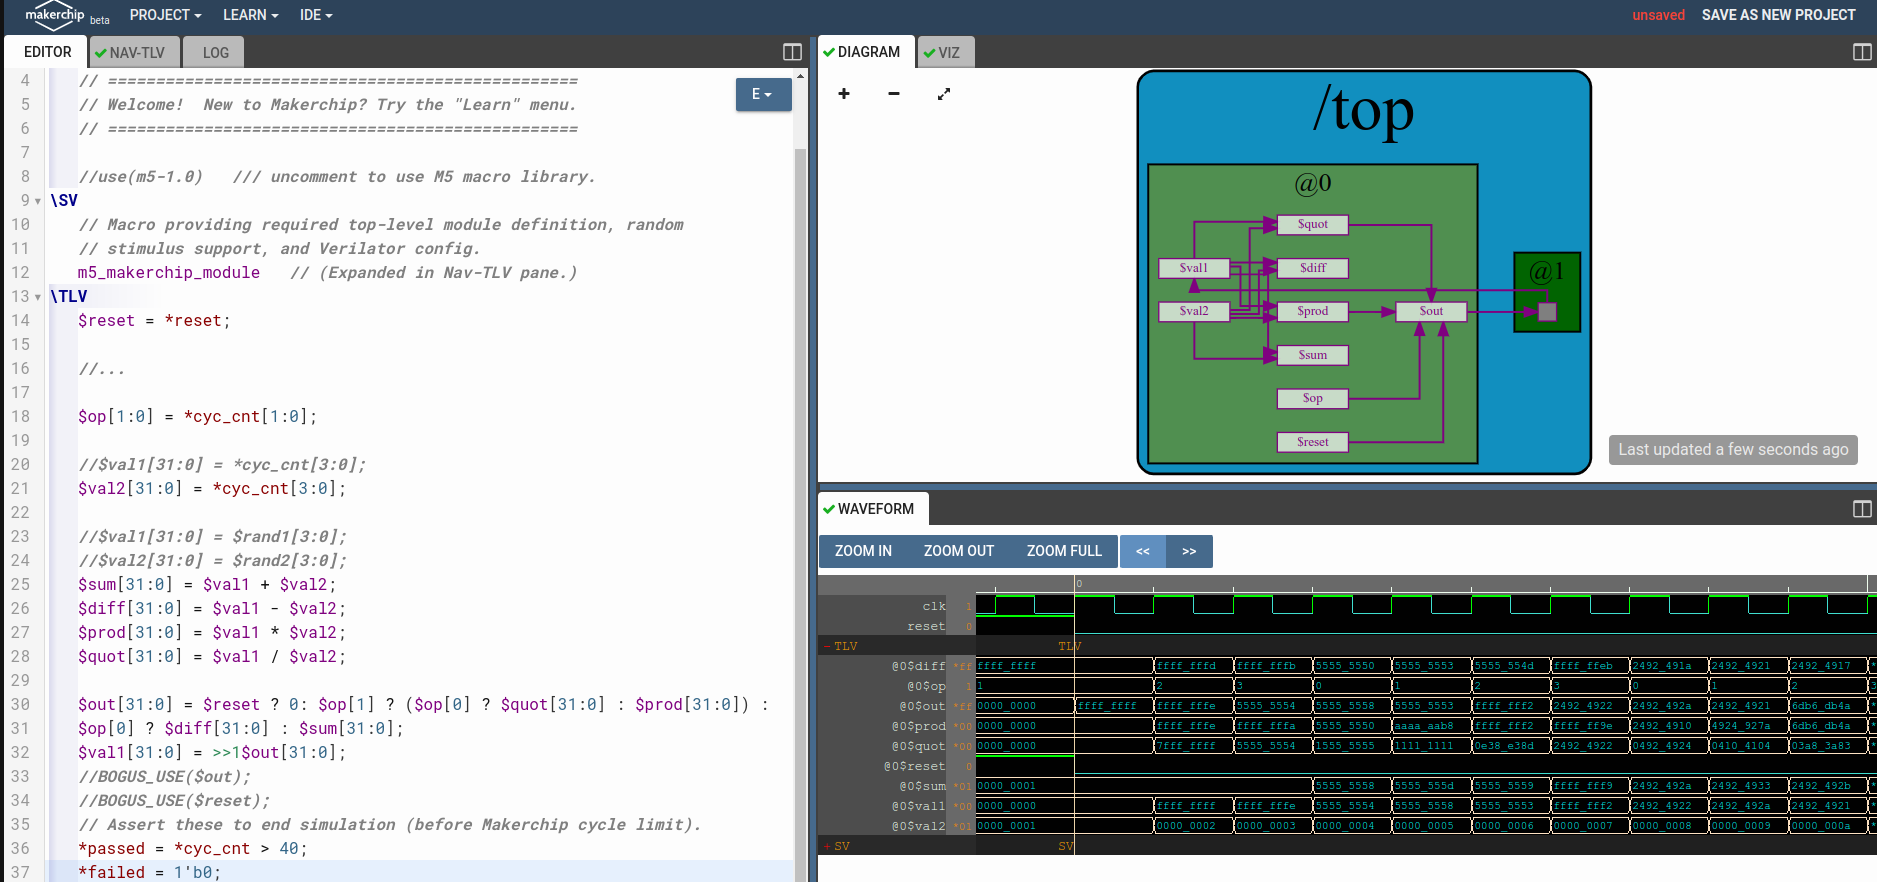 makerchip beta PROJECT LEARN IDE unsaved SAVE AS NEW PROJECT
EDITOR NAV-TLV LOG
E
4 // =================================================
5 // Welcome!  New to Makerchip? Try the "Learn" menu.
6 // =================================================
7
8 //use(m5-1.0)   /// uncomment to use M5 macro library.
9 \SV
10 // Macro providing required top-level module definition, random
11 // stimulus support, and Verilator config.
12 m5_makerchip_module   // (Expanded in Nav-TLV pane.)
13 \TLV
14 $reset = *reset;
15
16 //...
17
18 $op[1:0] = *cyc_cnt[1:0];
19
20 //$val1[31:0] = *cyc_cnt[3:0];
21 $val2[31:0] = *cyc_cnt[3:0];
22
23 //$val1[31:0] = $rand1[3:0];
24 //$val2[31:0] = $rand2[3:0];
25 $sum[31:0] = $val1 + $val2;
26 $diff[31:0] = $val1 - $val2;
27 $prod[31:0] = $val1 * $val2;
28 $quot[31:0] = $val1 / $val2;
29
30 $out[31:0] = $reset ? 0: $op[1] ? ($op[0] ? $quot[31:0] : $prod[31:0]) :
31 $op[0] ? $diff[31:0] : $sum[31:0];
32 $val1[31:0] = >>1$out[31:0];
33 //BOGUS_USE($out);
34 //BOGUS_USE($reset);
35 // Assert these to end simulation (before Makerchip cycle limit).
36 *passed = *cyc_cnt > 40;
37 *failed = 1'b0;
DIAGRAM VIZ
+ −
/top
@0
$quot
$val1 $diff
@1
$val2 $prod $out
$sum
$op
$reset
Last updated a few seconds ago
WAVEFORM
ZOOM IN ZOOM OUT ZOOM FULL << >>
0
clk 1
reset 0
- TLV TLV
@0$diff *ff ffff_ffff ffff_fffd ffff_fffb 5555_5550 5555_5553 5555_554d ffff_ffeb 2492_491a 2492_4921 2492_4917 *
@0$op 1 1 2 3 0 1 2 3 0 1 2 3
@0$out *ff 0000_0000 ffff_ffff ffff_fffe 5555_5554 5555_5558 5555_5553 ffff_fff2 2492_4922 2492_492a 2492_4921 6db6_db4a *
@0$prod *00 0000_0000 ffff_fffe ffff_fffa 5555_5550 aaaa_aab8 ffff_fff2 ffff_ff9e 2492_4910 4924_927a 6db6_db4a *
@0$quot *00 0000_0000 7fff_ffff 5555_5554 1555_5555 1111_1111 0e38_e38d 2492_4922 0492_4924 0410_4104 03a8_3a83 *
@0$reset 0
@0$sum *01 0000_0001 5555_5558 5555_555d 5555_5559 ffff_fff9 2492_492a 2492_4933 2492_492b *
@0$val1 *00 0000_0000 ffff_ffff ffff_fffe 5555_5554 5555_5558 5555_5553 ffff_fff2 2492_4922 2492_492a 2492_4921 *
@0$val2 *01 0000_0001 0000_0002 0000_0003 0000_0004 0000_0005 0000_0006 0000_0007 0000_0008 0000_0009 0000_000a *
+ SV SV